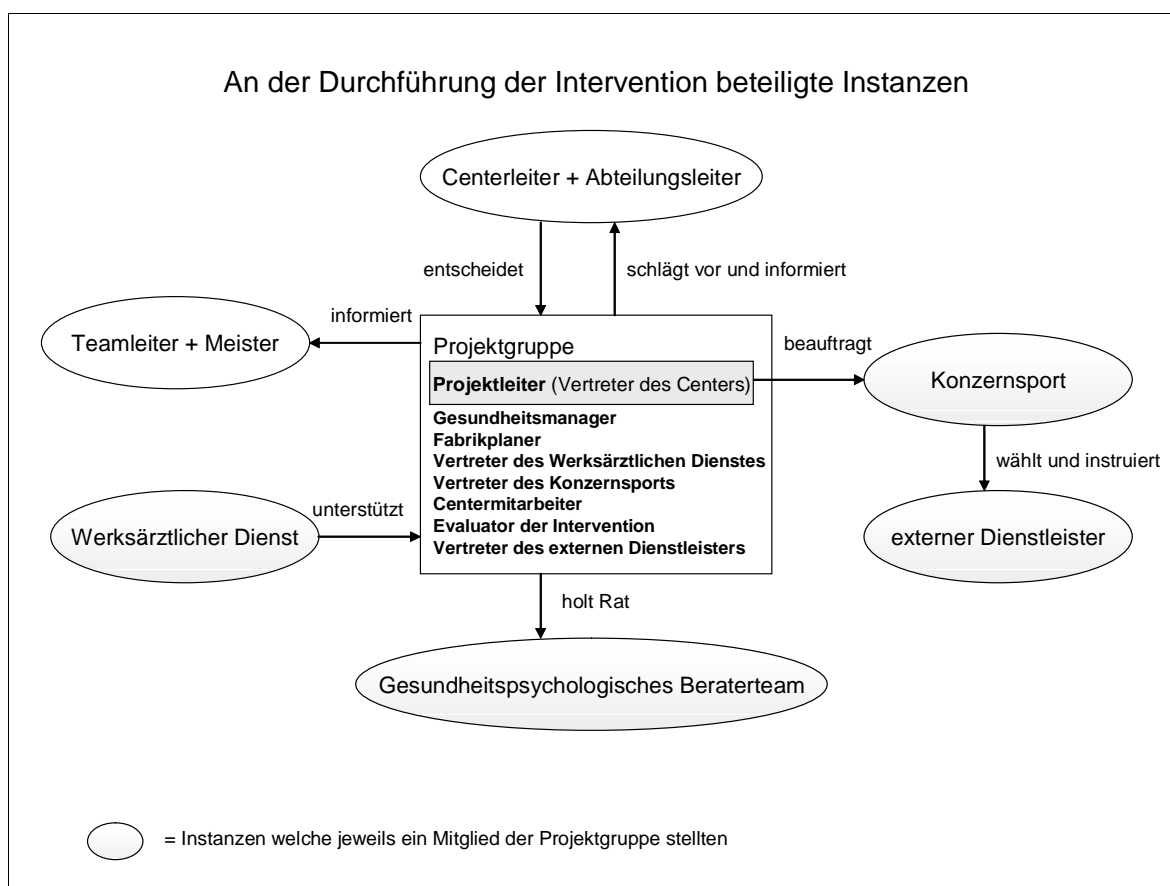 An der Durchführung der Intervention beteiligte Instanzen
Centerleiter + Abteilungsleiter
entscheidet
schlägt vor und informiert
informiert
Teamleiter + Meister
Projektgruppe
Projektleiter (Vertreter des Centers)
Gesundheitsmanager
Fabrikplaner
Vertreter des Werksärztlichen Dienstes
Vertreter des Konzernsports
Centermitarbeiter
Evaluator der Intervention
Vertreter des externen Dienstleisters
beauftragt
Konzernsport
wählt und instruiert
externer Dienstleister
unterstützt
Werksärztlicher Dienst
holt Rat
Gesundheitspsychologisches Beraterteam
= Instanzen welche jeweils ein Mitglied der Projektgruppe stellten